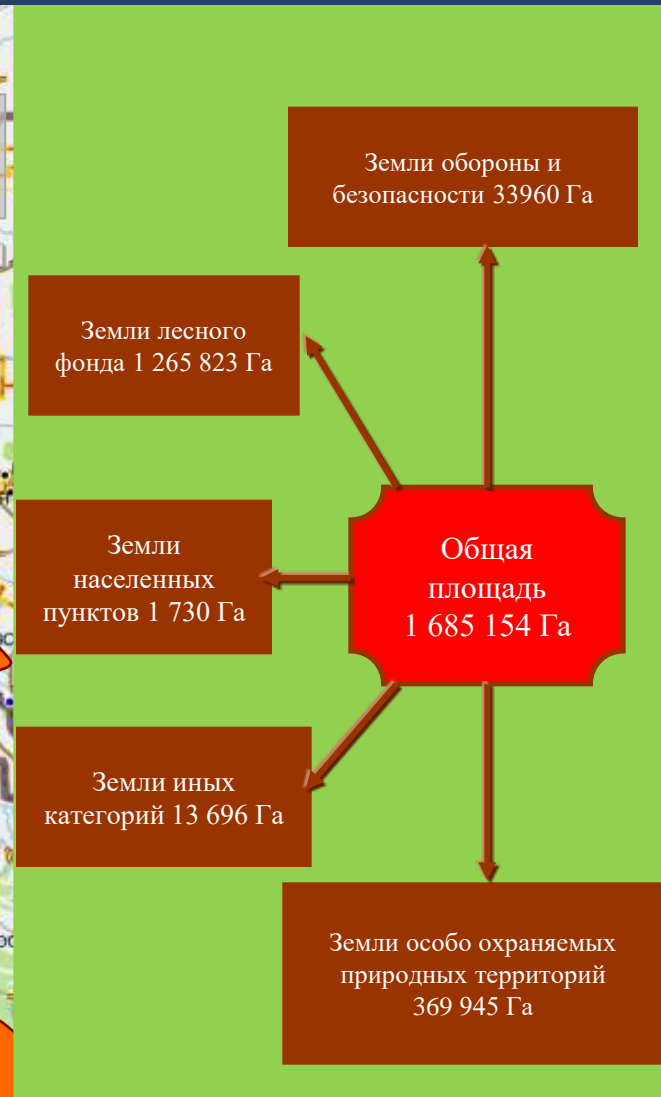 Земли обороны и
безопасности 33960 Га
Земли лесного
фонда 1 265 823 Га
Земли
населенных
пунктов 1 730 Га
Общая
площадь
1 685 154 Га
Земли иных
категорий 13 696 Га
Земли особо охраняемых
природных территорий
369 945 Га